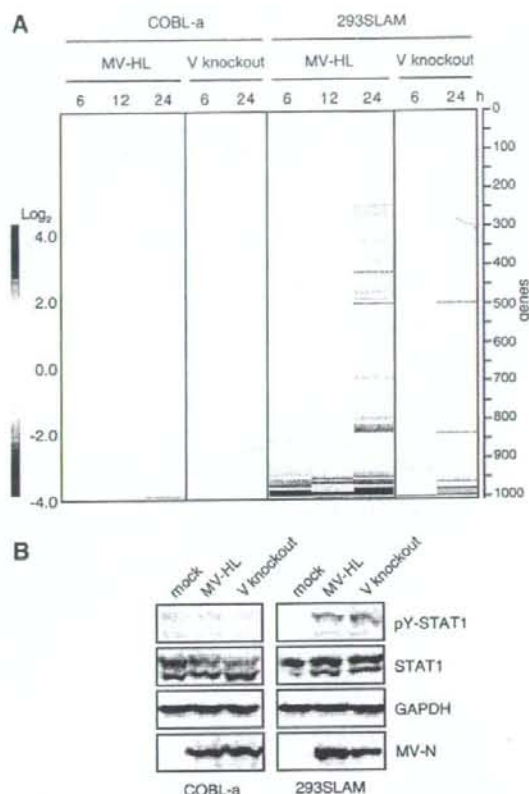 A
COBL-a 293SLAM
MV-HL V knockout MV-HL V knockout
6 12 24 6 24 6 12 24 6 24 h
0
100
200
300
400
500
600
700
800
900
1000
genes
Log2
4.0
2.0
0.0
-2.0
-4.0
B
mock MV-HL V knockout mock MV-HL V knockout
pY-STAT1
STAT1
GAPDH
MV-N
COBL-a 293SLAM